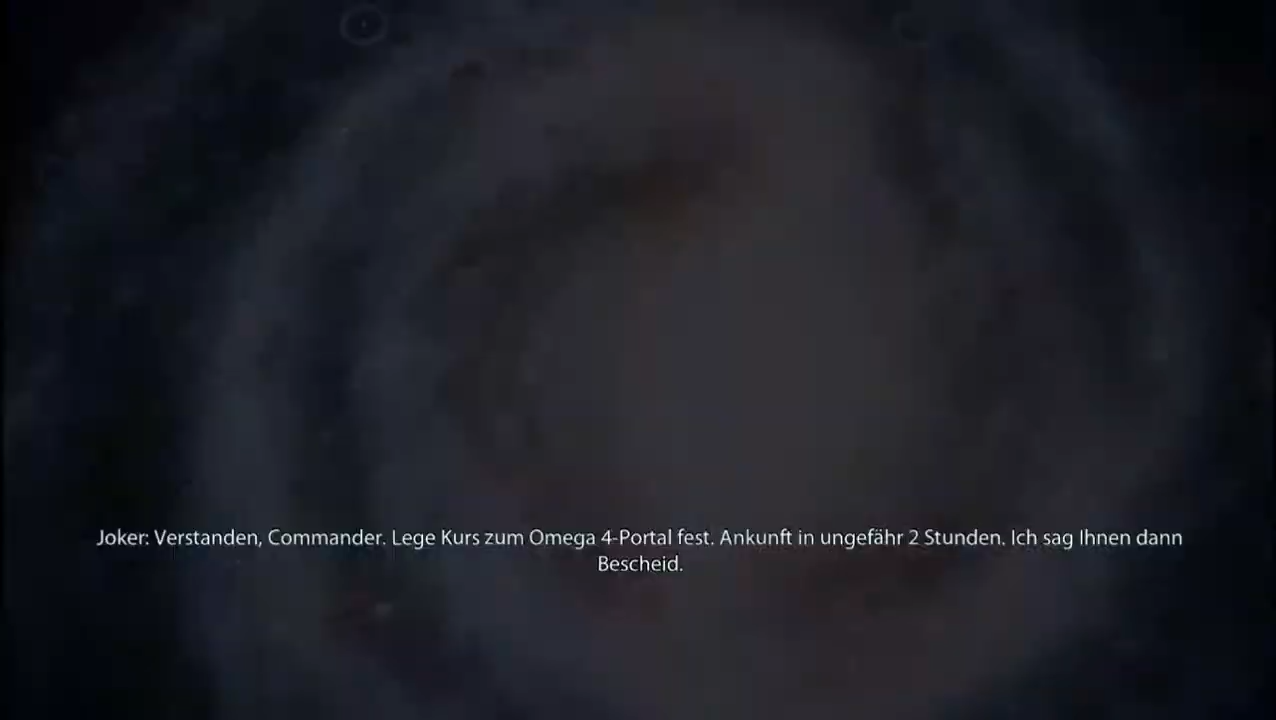 Joker: Verstanden, Commander. Lege Kurs zum Omega 4-Portal fest. Ankunft in ungefähr 2 Stunden. Ich sag Ihnen dann
Bescheid.